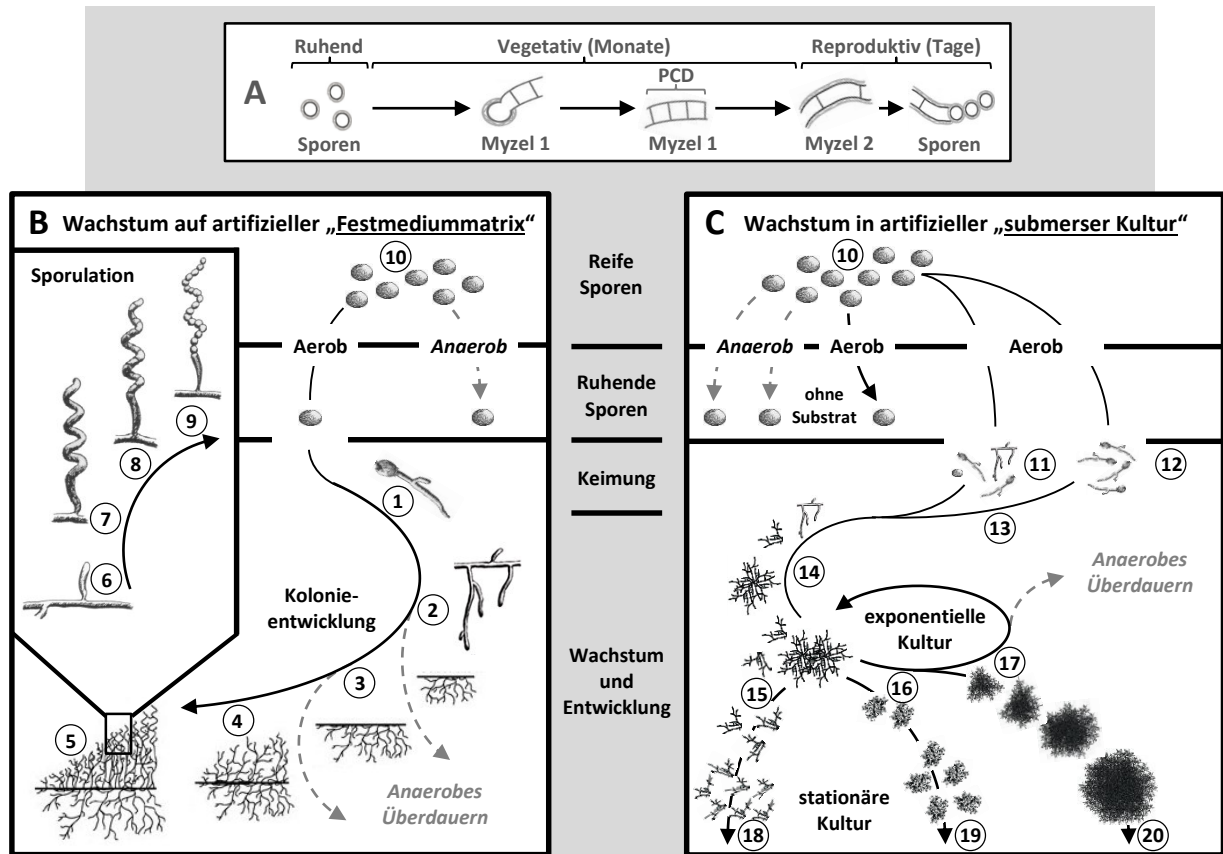 Ruhend
Vegetativ (Monate)
Reproduktiv (Tage)
A
PCD
Sporen
Myzel 1
Myzel 1
Myzel 2
Sporen
B Wachstum auf artifizieller „Festmediummatrix“
Sporulation
10
Aerob
Anaerob
9
8
7
6
1
2
Kolonie-
entwicklung
3
4
5
Anaerobes
Überdauern
Reife
Sporen
Ruhende
Sporen
Keimung
Wachstum
und
Entwicklung
C Wachstum in artifizieller „submerser Kultur“
10
Anaerob
Aerob
Aerob
ohne
Substrat
11
12
13
14
Anaerobes
Überdauern
exponentielle
Kultur
15
16
17
stationäre
Kultur
18
19
20